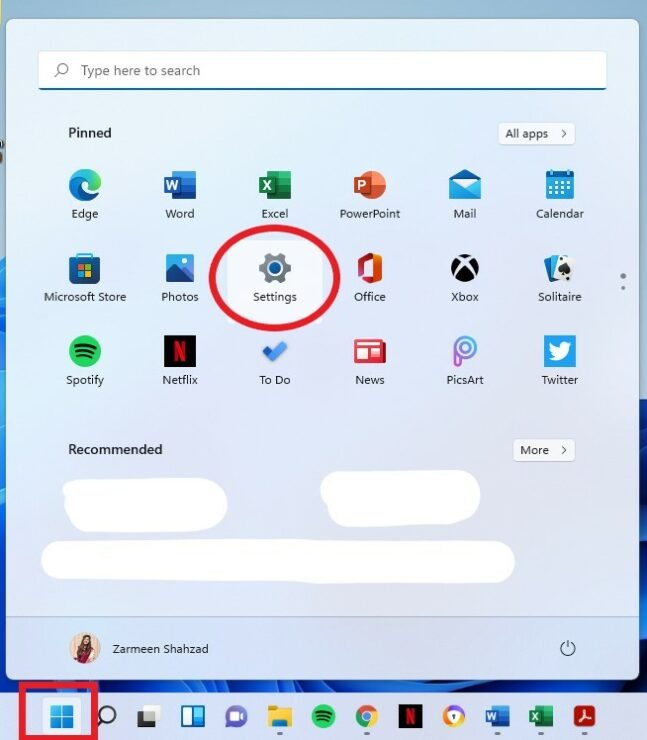 Type here to search
Pinned All apps
Edge Word Excel PowerPoint Mail Calendar
Microsoft Store Photos Settings Office Xbox Solitaire
Spotify Netflix To Do News PicsArt Twitter
Recommended More
Zarmeen Shahzad